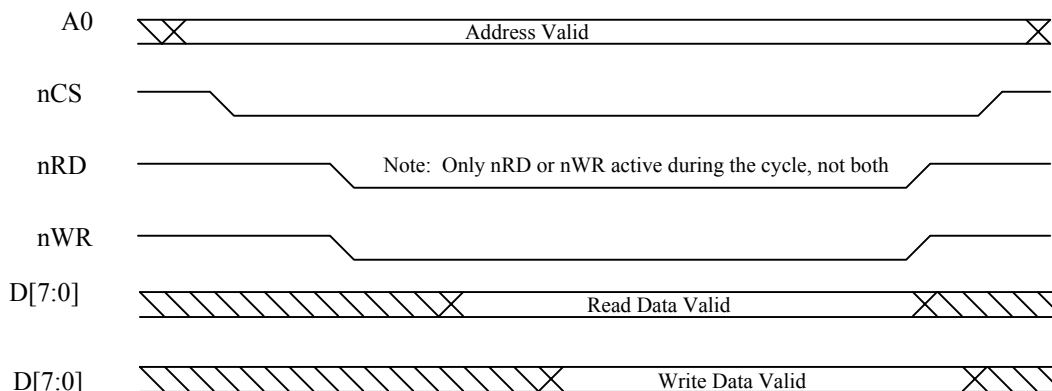 A0 Address Valid
nCS
nRD Note: Only nRD or nWR active during the cycle, not both
nWR
D[7:0] Read Data Valid
D[7:0] Write Data Valid